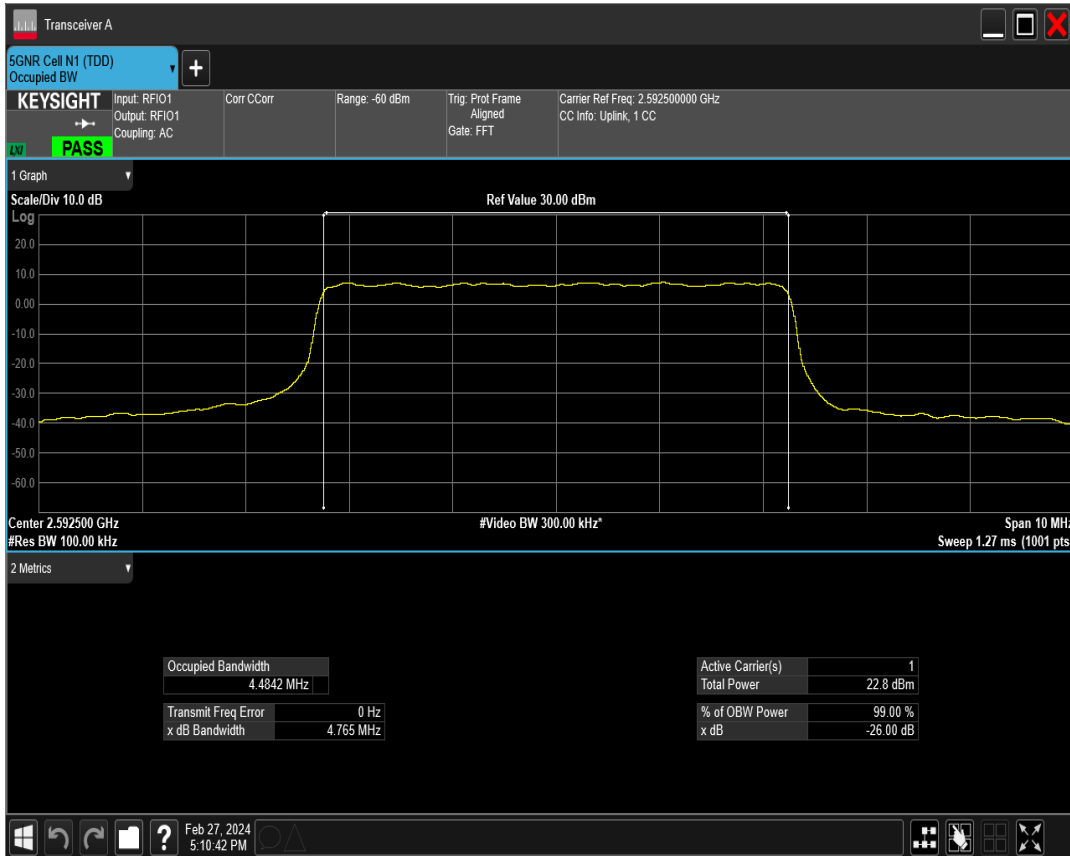 Transceiver A
5GNR Cell N1 (TDD)
Occupied BW
+
KEYSIGHT
LXI
PASS
Input: RFIO1
Output: RFIO1
Coupling: AC
Corr CCorr
Range: -60 dBm
Trig: Prot Frame
Aligned
Gate: FFT
Carrier Ref Freq: 2.592500000 GHz
CC Info: Uplink, 1 CC
1 Graph
Scale/Div 10.0 dB
Ref Value 30.00 dBm
Log
20.0
10.0
0.00
-10.0
-20.0
-30.0
-40.0
-50.0
-60.0
Center 2.592500 GHz
#Video BW 300.00 kHz*
Span 10 MHz
#Res BW 100.00 kHz
Sweep 1.27 ms (1001 pts
2 Metrics
Occupied Bandwidth
4.4842 MHz
Transmit Freq Error 0 Hz
x dB Bandwidth 4.765 MHz
Active Carrier(s) 1
Total Power 22.8 dBm
% of OBW Power 99.00 %
x dB -26.00 dB
?
Feb 27, 2024
5:10:42 PM